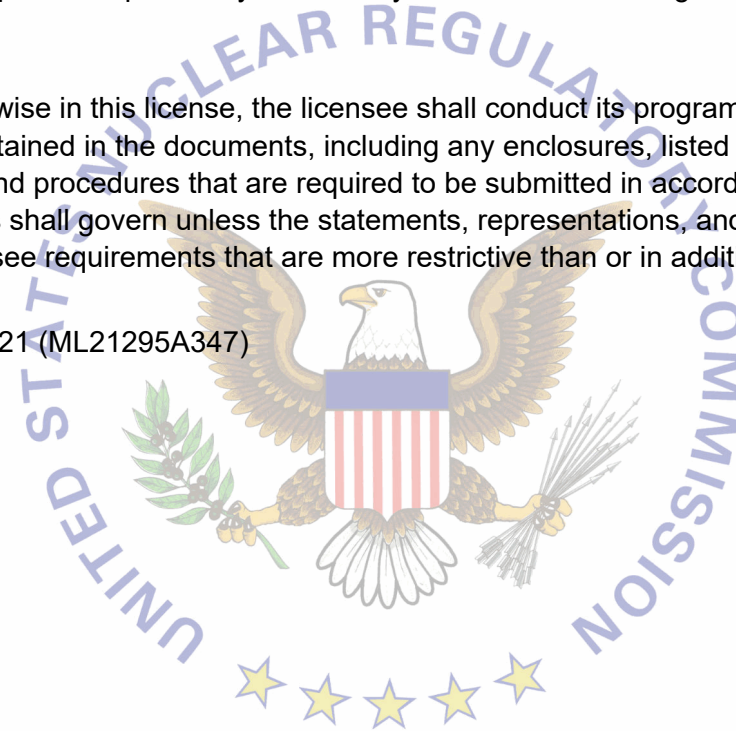 UNITED STATES NUCLEAR REGULATORY COMMISSION
wise in this license, the licensee shall conduct its program
tained in the documents, including any enclosures, listed
nd procedures that are required to be submitted in accord
s shall govern unless the statements, representations, and
see requirements that are more restrictive than or in addit
21 (ML21295A347)